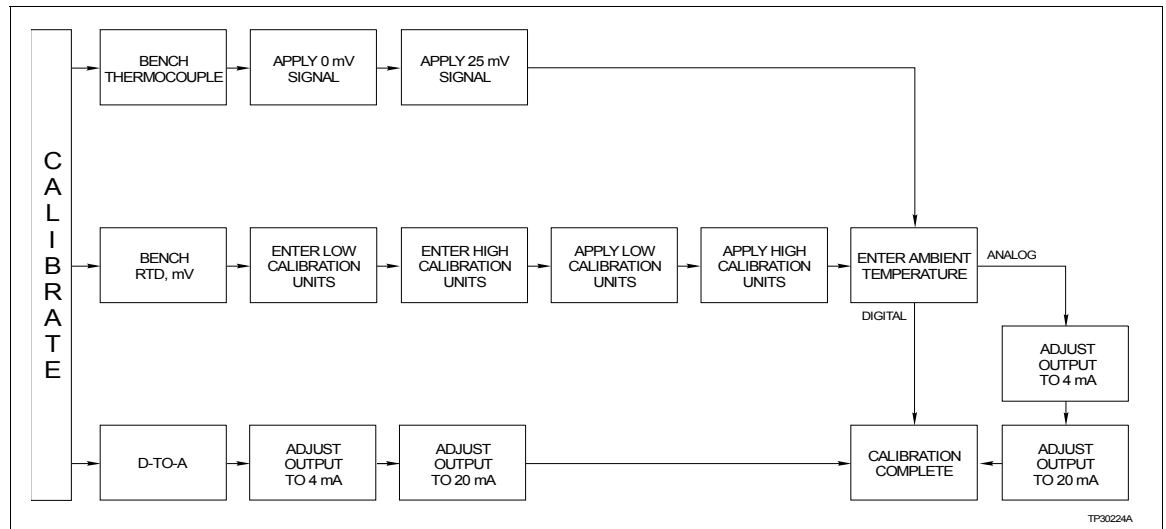 CALIBRATE
BENCH
THERMOCOUPLE
APPLY 0 mV
SIGNAL
APPLY 25 mV
SIGNAL
BENCH
RTD, mV
ENTER LOW
CALIBRATION
UNITS
ENTER HIGH
CALIBRATION
UNITS
APPLY LOW
CALIBRATION
UNITS
APPLY HIGH
CALIBRATION
UNITS
ENTER AMBIENT
TEMPERATURE
ANALOG
DIGITAL
ADJUST
OUTPUT
TO 4 mA
D-TO-A
ADJUST
OUTPUT
TO 4 mA
ADJUST
OUTPUT
TO 20 mA
CALIBRATION
COMPLETE
ADJUST
OUTPUT
TO 20 mA
TP30224A